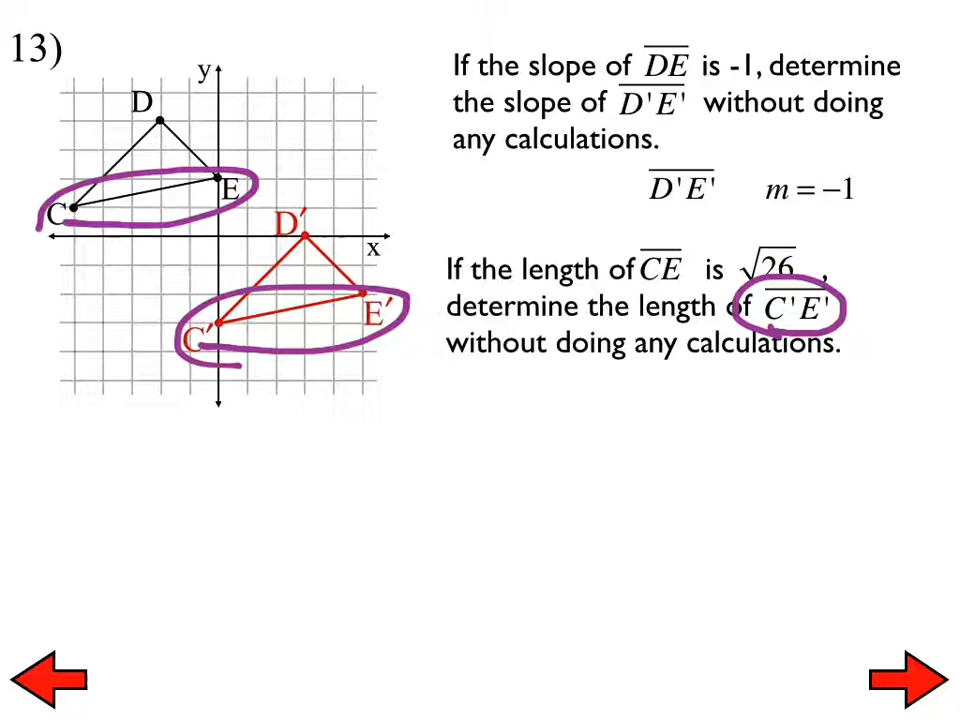 13)
y
D
E
C
x
D′
E′
C′
If the slope of DE is -1, determine
the slope of D'E' without doing
any calculations.
D'E' m = −1
If the length of CE is √26 ,
determine the length of C'E'
without doing any calculations.